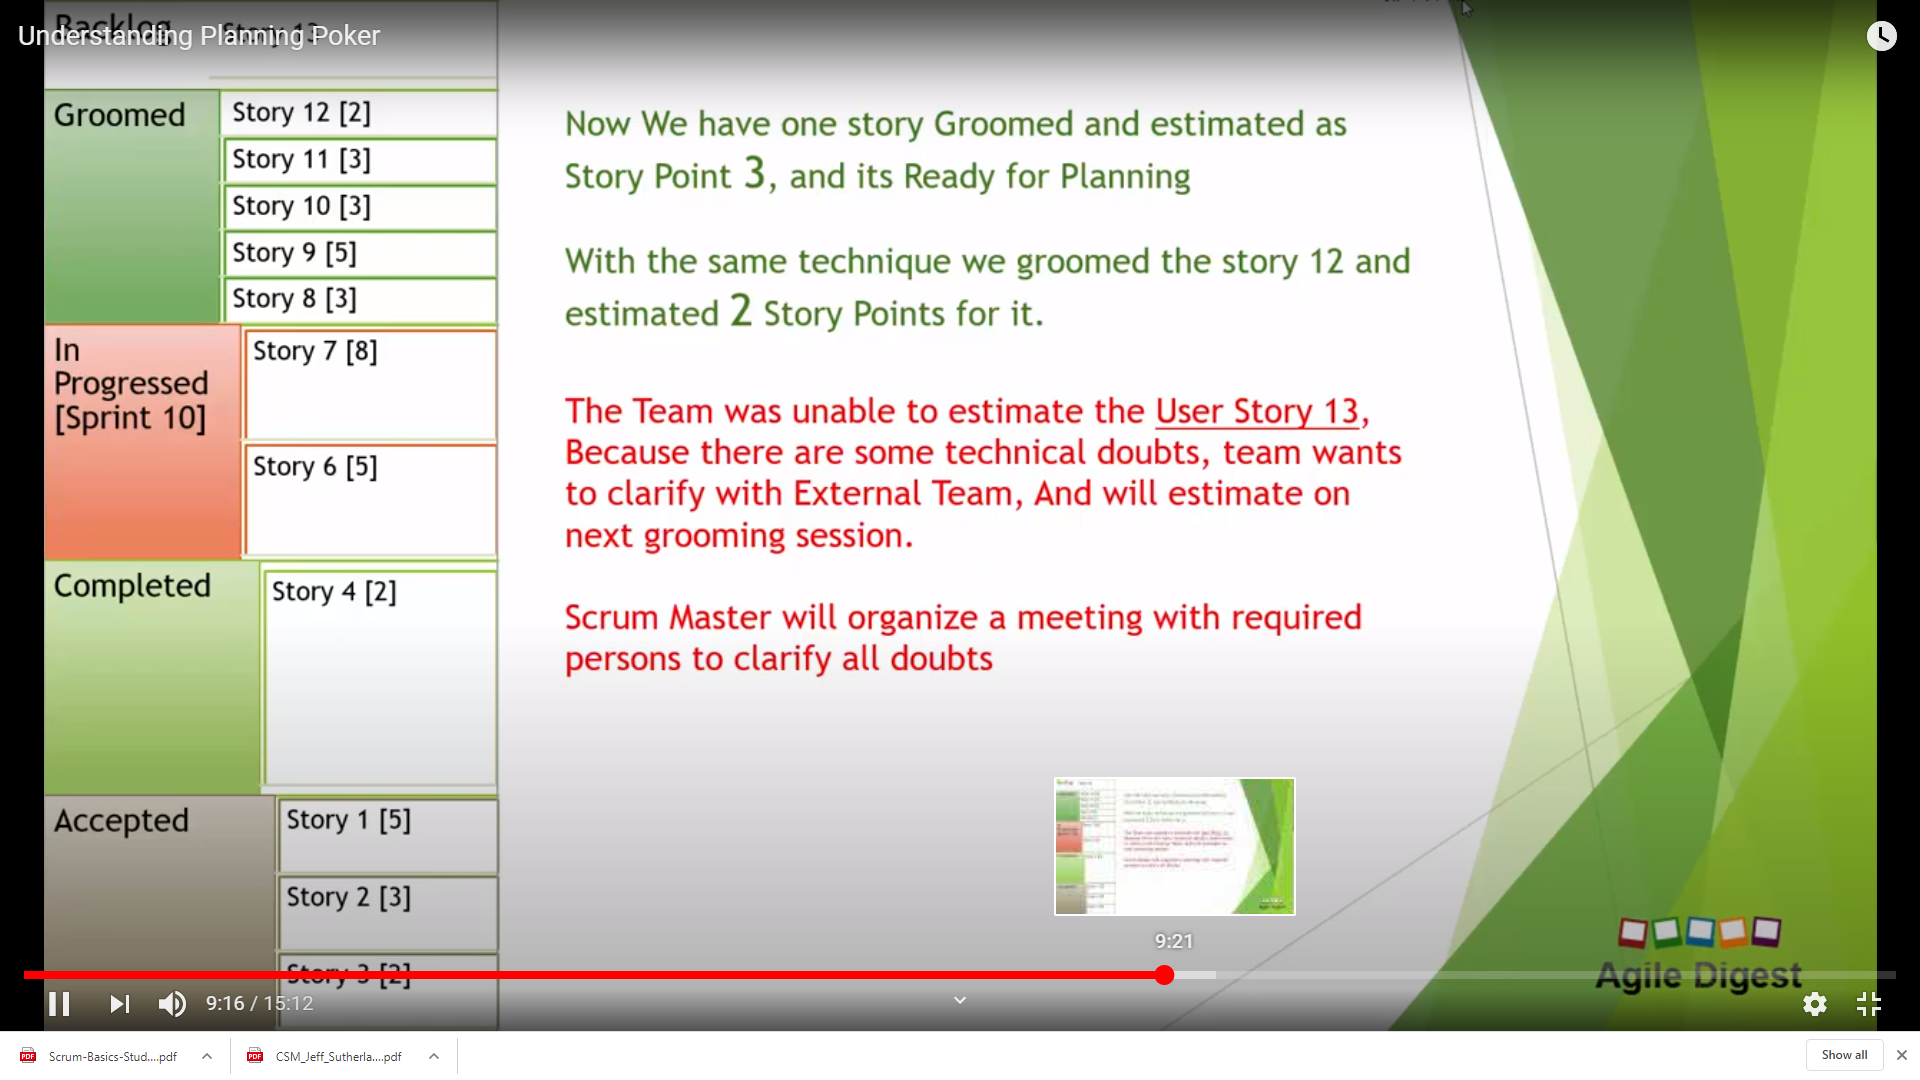 Backlog Story 13
Understanding Planning Poker
Groomed
Story 12 [2]
Story 11 [3]
Story 10 [3]
Story 9 [5]
Story 8 [3]
In
Progressed
[Sprint 10]
Story 7 [8]
Story 6 [5]
Completed
Story 4 [2]
Accepted
Story 1 [5]
Story 2 [3]
Story 3 [2]
Now We have one story Groomed and estimated as
Story Point 3, and its Ready for Planning
With the same technique we groomed the story 12 and
estimated 2 Story Points for it.
The Team was unable to estimate the User Story 13,
Because there are some technical doubts, team wants
to clarify with External Team, And will estimate on
next grooming session.
Scrum Master will organize a meeting with required
persons to clarify all doubts
9:21
Agile Digest
9:16 / 15:12
Scrum-Basics-Stud....pdf
CSM_Jeff_Sutherla....pdf
Show all